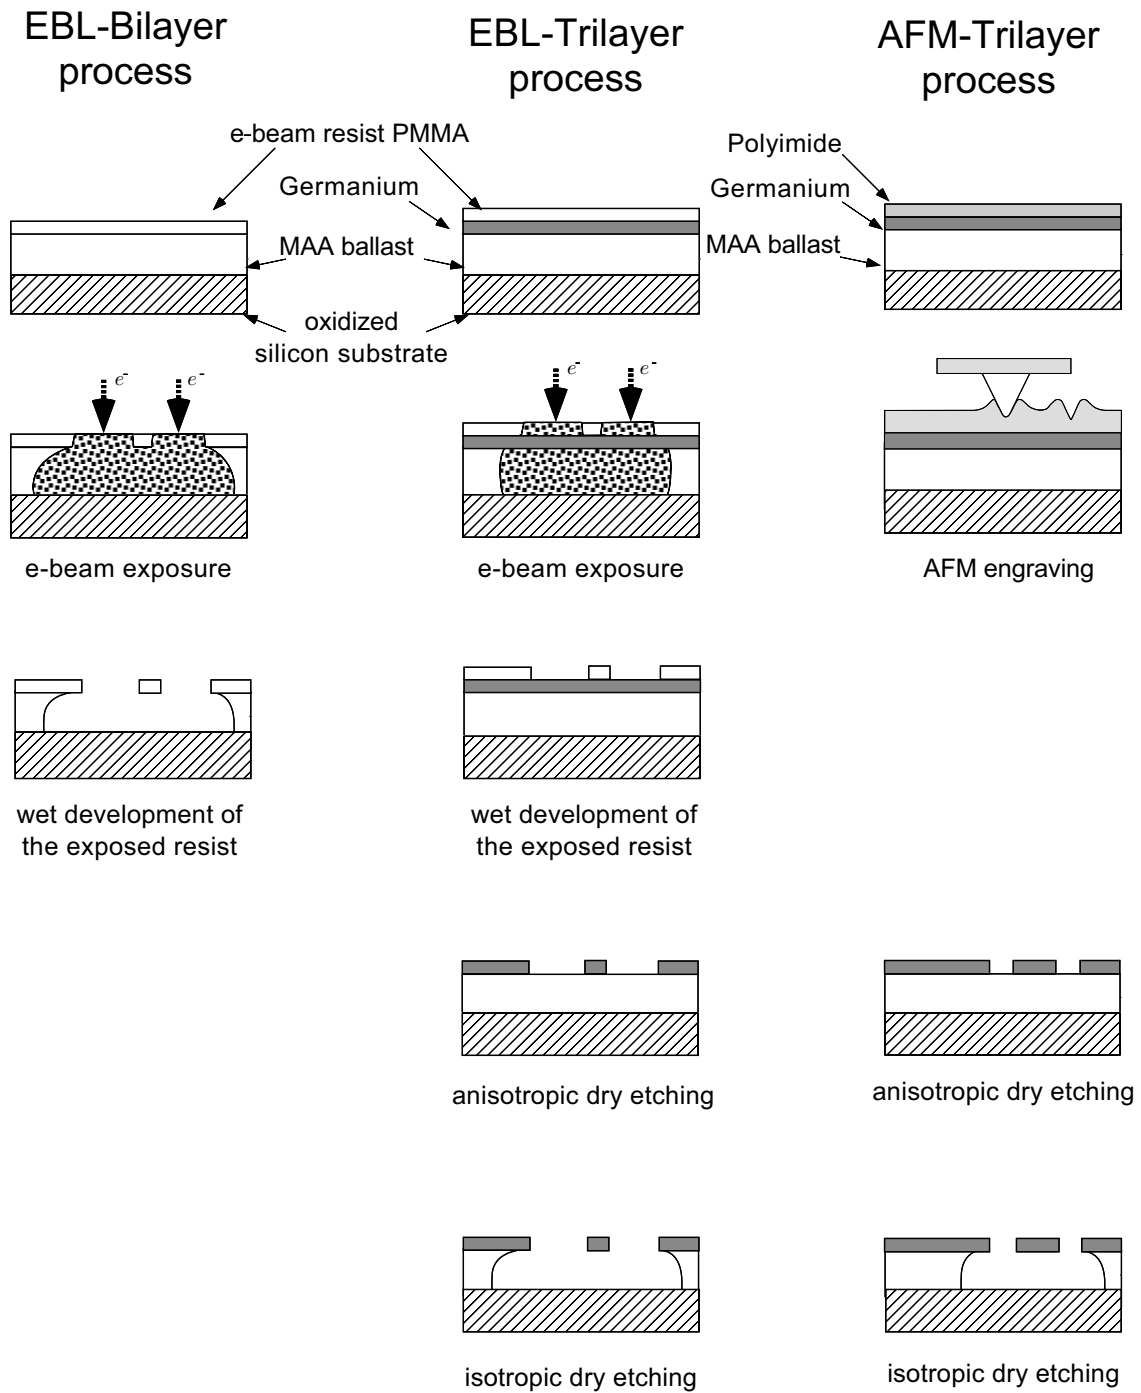 EBL-Bilayer
process
EBL-Trilayer
process
AFM-Trilayer
process
e-beam resist PMMA
Germanium
MAA ballast
oxidized
silicon substrate
Polyimide
Germanium
MAA ballast
e-
e-
e-
e-
e-beam exposure
e-beam exposure
AFM engraving
wet development of
the exposed resist
wet development of
the exposed resist
anisotropic dry etching
anisotropic dry etching
isotropic dry etching
isotropic dry etching